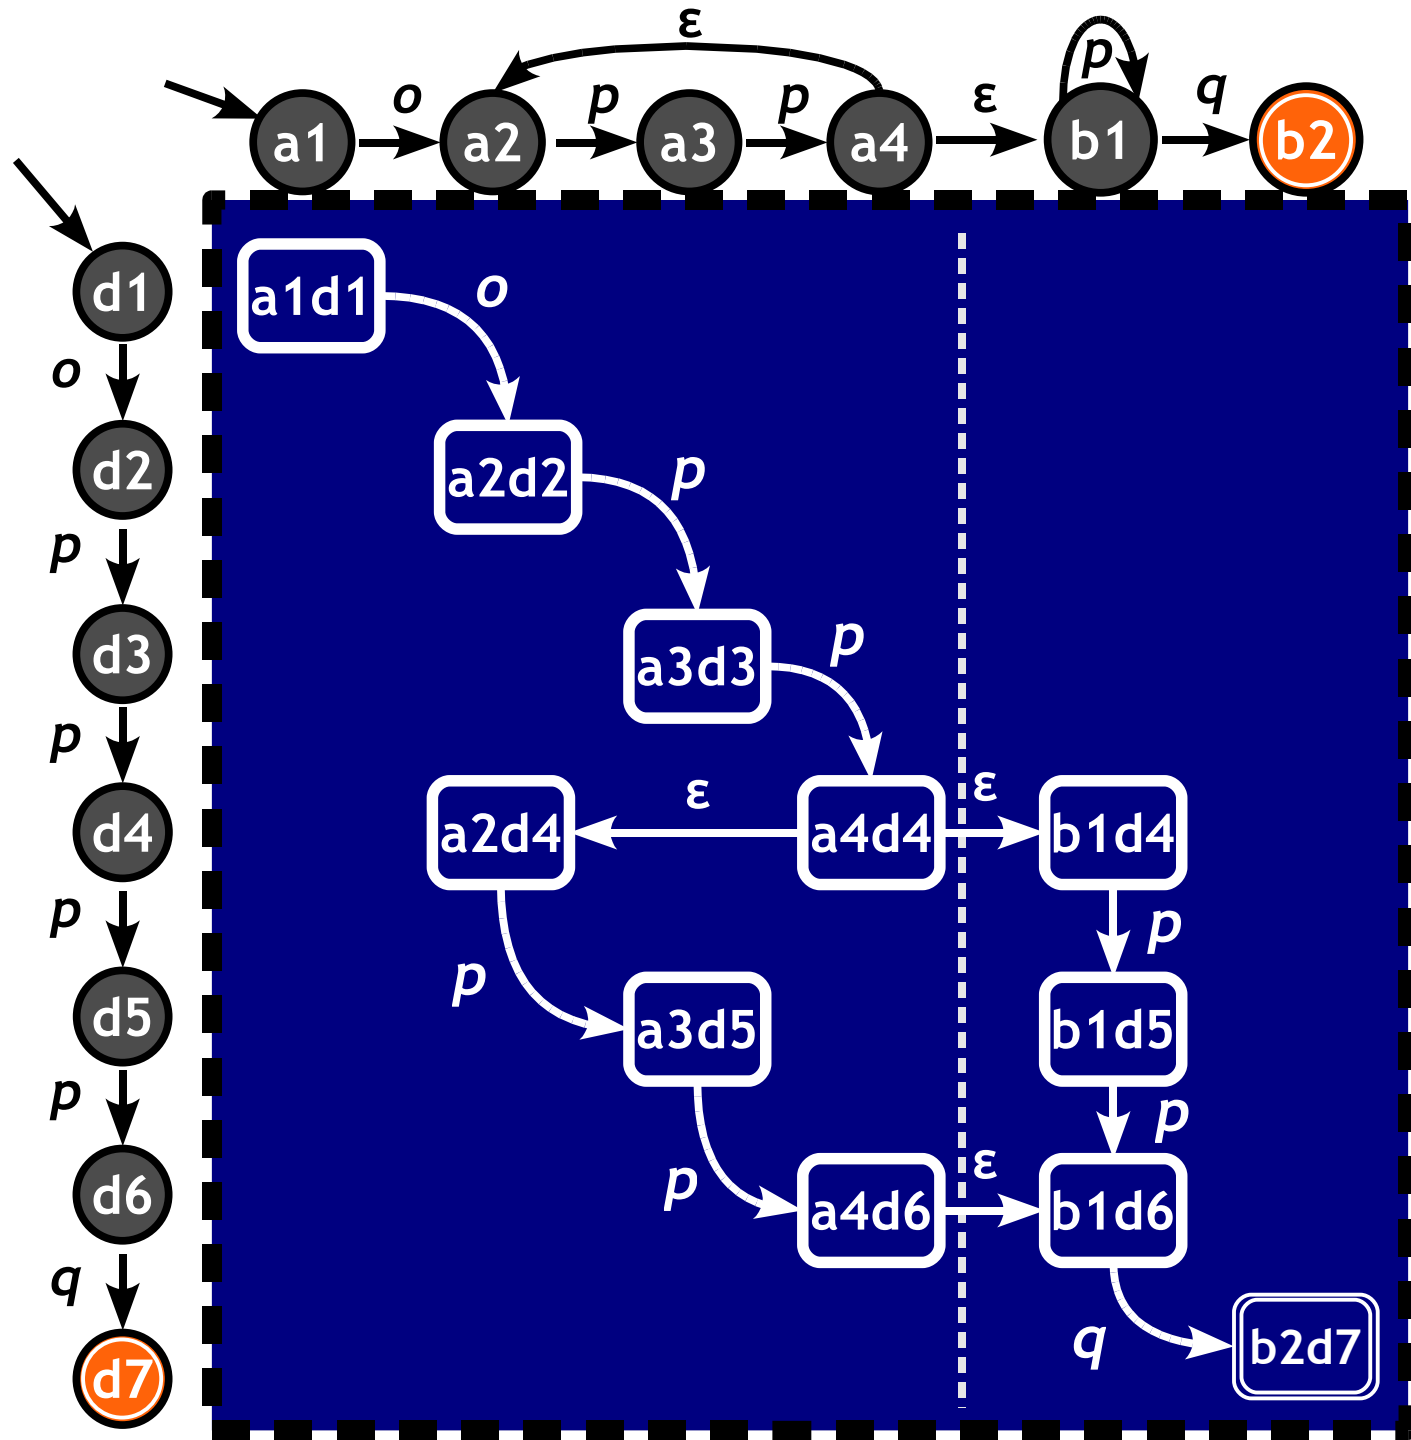 ε
p
o
p
p
ε
q
a1
a2
a3
a4
b1
b2
d1
a1d1
o
o
d2
a2d2
p
p
d3
a3d3
p
p
d4
a2d4
ε
a4d4
ε
b1d4
p
p
d5
p
a3d5
b1d5
p
p
d6
p
a4d6
ε
b1d6
q
q
d7
b2d7